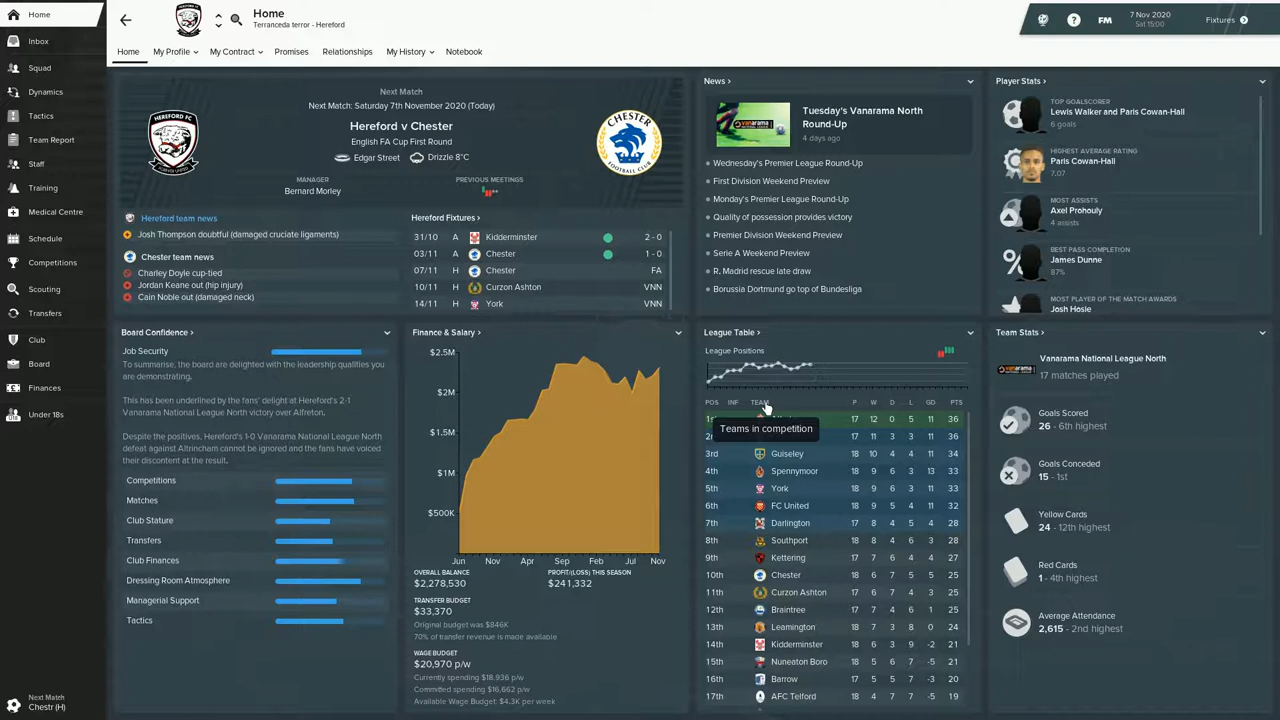 Home
Inbox
Squad
Dynamics
Tactics
Team Report
Staff
Training
Medical Centre
Schedule
Competitions
Scouting
Transfers
Club
Board
Finances
Under 18s
Next Match
Chestr (H)
Home
Terranceda terror - Hereford
7 Nov 2020
Sat 15:00
FM
Fixtures
Home
My Profile
My Contract
Promises
Relationships
My History
Notebook
Next Match
Next Match: Saturday 7th November 2020 (Today)
Hereford v Chester
English FA Cup First Round
Edgar Street
Drizzle 8°C
MANAGER
Bernard Morley
PREVIOUS MEETINGS
Hereford team news
Josh Thompson doubtful (damaged cruciate ligaments)
Chester team news
Charley Doyle cup-tied
Jordan Keane out (hip injury)
Cain Noble out (damaged neck)
Hereford Fixtures >
31/10 A Kidderminster 2 - 0
03/11 A Chester 1 - 0
07/11 H Chester FA
10/11 H Curzon Ashton VNN
14/11 H York VNN
News >
Tuesday's Vanarama North
Round-Up
4 days ago
Wednesday's Premier League Round-Up
First Division Weekend Preview
Monday's Premier League Round-Up
Quality of possession provides victory
Premier Division Weekend Preview
Serie A Weekend Preview
R. Madrid rescue late draw
Borussia Dortmund go top of Bundesliga
Player Stats >
TOP GOALSCORER
Lewis Walker and Paris Cowan-Hall
6 goals
HIGHEST AVERAGE RATING
Paris Cowan-Hall
7.07
MOST ASSISTS
Axel Prohouly
4 assists
BEST PASS COMPLETION
James Dunne
87%
MOST PLAYER OF THE MATCH AWARDS
Josh Hosie
Board Confidence >
Job Security
To summarise, the board are delighted with the leadership qualities you
are demonstrating.
This has been underlined by the fans' delight at Hereford's 2-1
Vanarama National League North victory over Alfreton.
Despite the positives, Hereford's 1-0 Vanarama National League North
defeat against Altrincham cannot be ignored and the fans have voiced
their discontent at the result.
Competitions
Matches
Club Stature
Transfers
Club Finances
Dressing Room Atmosphere
Managerial Support
Tactics
Finance & Salary >
$2.5M
$2M
$1.5M
$1M
$500K
Jun Nov Apr Sep Feb Jul Nov
OVERALL BALANCE
$2,278,530
PROFIT/(LOSS) THIS SEASON
$241,332
TRANSFER BUDGET
$33,370
Original budget was $846K
70% of transfer revenue is made available
WAGE BUDGET
$20,970 p/w
Currently spending $18,936 p/w
Committed spending $16,662 p/w
Available Wage Budget: $4.3K per week
League Table >
League Positions
POS INF TEAM P W D L GD PTS
1st 17 12 0 5 11 36
Teams in competition
2nd 17 11 3 3 11 36
3rd Guiseley 18 10 4 4 11 34
4th Spennymoor 18 9 6 3 13 33
5th York 18 9 6 3 11 33
6th FC United 18 9 5 4 11 32
7th Darlington 17 8 4 5 4 28
8th Southport 18 8 4 6 3 28
9th Kettering 17 7 6 4 4 27
10th Chester 18 6 7 5 5 25
11th Curzon Ashton 17 6 7 4 3 25
12th Braintree 17 7 4 6 1 25
13th Leamington 18 7 3 8 0 24
14th Kidderminster 18 6 3 9 -2 21
15th Nuneaton Boro 18 5 6 7 -5 21
16th Barrow 17 5 5 7 -3 20
17th AFC Telford 18 4 7 7 -5 19
Team Stats >
Vanarama National League North
17 matches played
Goals Scored
26 - 6th highest
Goals Conceded
15 - 1st
Yellow Cards
24 - 12th highest
Red Cards
1 - 4th highest
Average Attendance
2,615 - 2nd highest